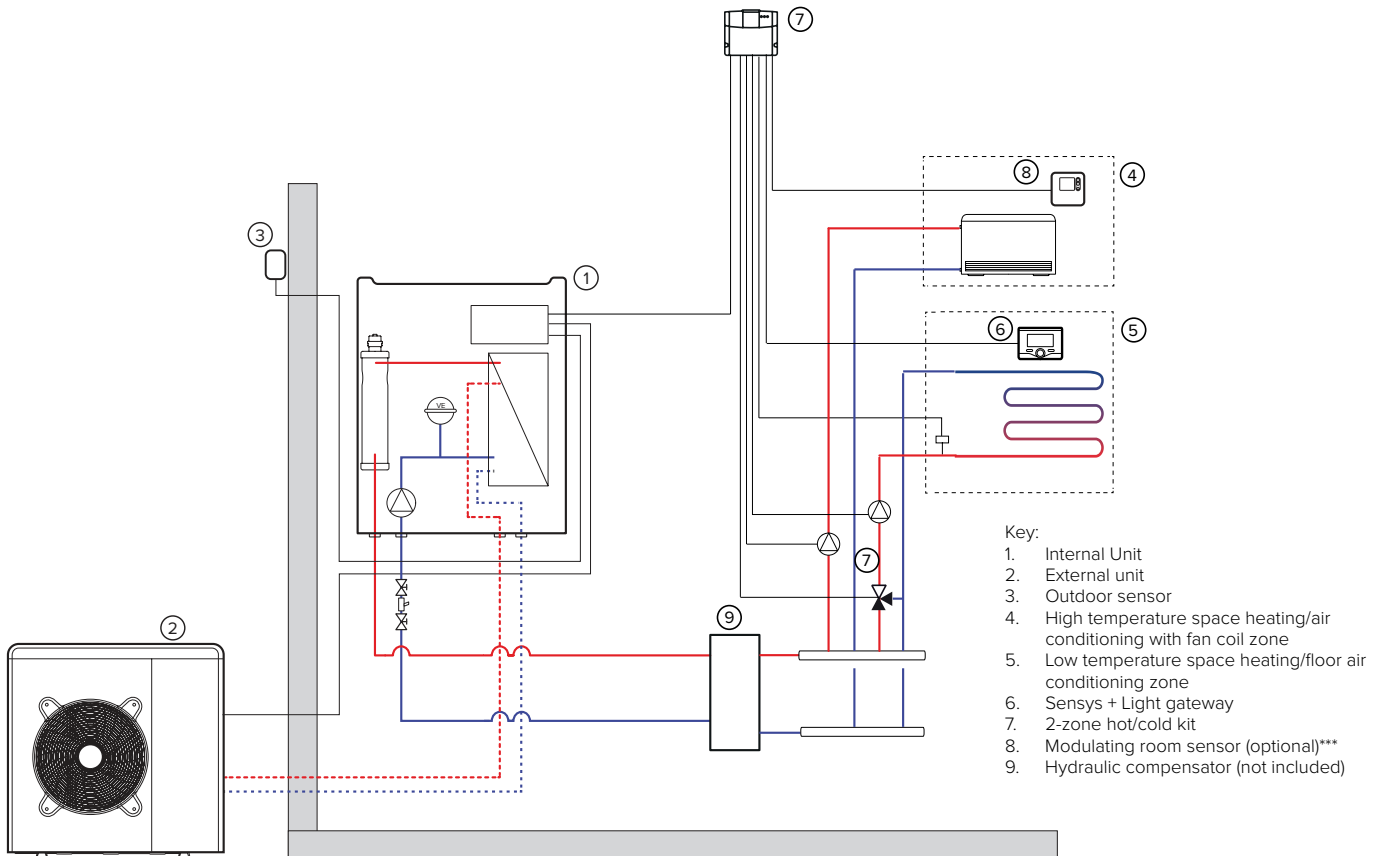 7
8
4
3
1
6
5
VE
7
2
9
Key:
1. Internal Unit
2. External unit
3. Outdoor sensor
4. High temperature space heating/air
conditioning with fan coil zone
5. Low temperature space heating/floor air
conditioning zone
6. Sensys + Light gateway
7. 2-zone hot/cold kit
8. Modulating room sensor (optional)***
9. Hydraulic compensator (not included)